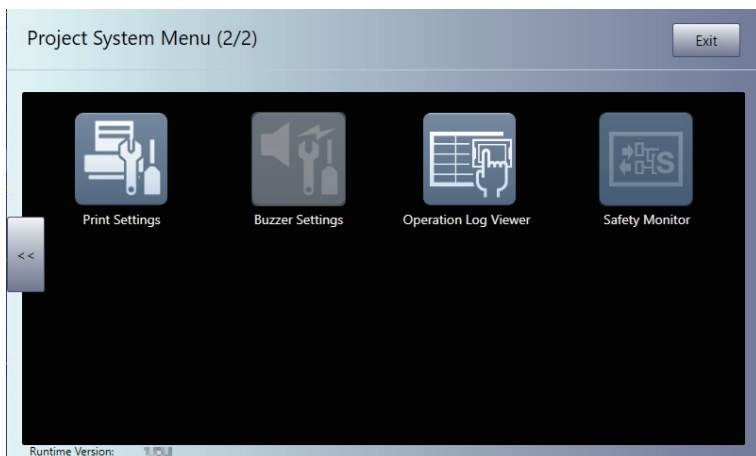 Project System Menu (2/2)
Exit
Print Settings
Buzzer Settings
Operation Log Viewer
Safety Monitor
<<
Runtime Version: